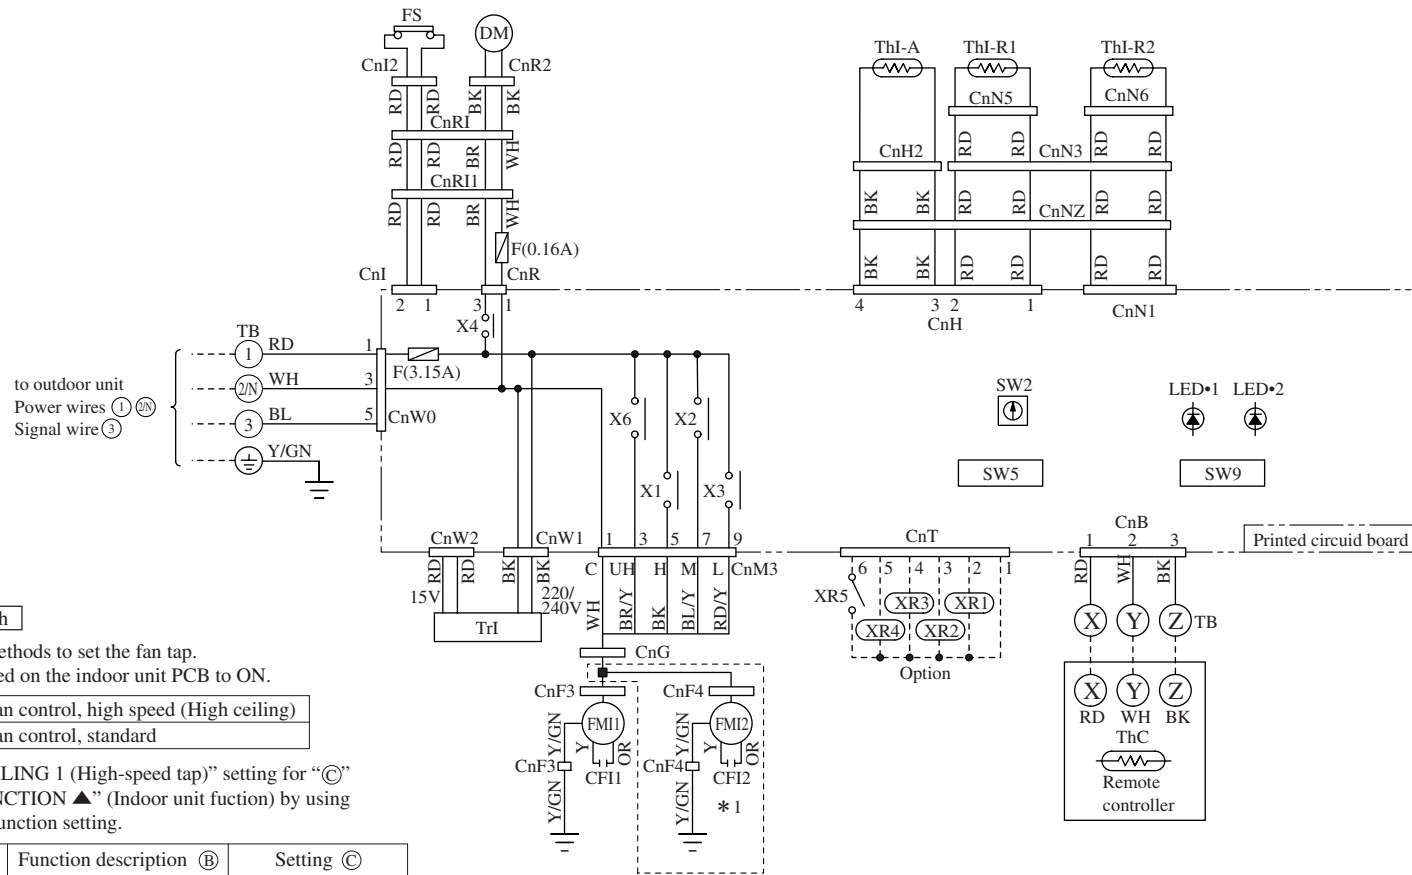 FS
DM
ThI-A
ThI-R1
ThI-R2
CnI2
CnR2
CnN5
CnN6
RD
RD
BK
BK
CnRI
RD
RD
BR
WH
CnH2
RD
RD
CnN3
RD
RD
CnRI1
RD
RD
BR
WH
BK
BK
RD
RD
CnNZ
RD
RD
F(0.16A)
BK
BK
RD
RD
RD
RD
CnI
CnR
2 1
3 1
4
3 2
1
CnH
CnN1
X4
TB
1 RD 1
F(3.15A)
to outdoor unit
Power wires 1 2/N
Signal wire 3
2/N WH 3
3 BL 5 CnW0
Y/GN
X6
X2
X1
X3
SW2
LED•1 LED•2
SW5
SW9
CnW2
CnW1
1 3 5 7 9
C UH H M L CnM3
RD
RD
BK
BK
15V
220/
240V
TrI
WH
BR/Y
BK
BL/Y
RD/Y
CnT
6 5 4 3 2 1
XR5
XR3
XR1
XR4
XR2
Option
CnB
1 2 3
RD
WH
BK
Printed circuid board
X Y Z TB
X Y Z
RD WH BK
ThC
Remote
controller
CnG
CnF3
CnF4
FMI1
FMI2
Y/GN
Y
OR
Y/GN
Y
OR
CnF3
CFI1
CnF4
CFI2
Y/GN
Y/GN
*1
h
ethods to set the fan tap.
ed on the indoor unit PCB to ON.
an control, high speed (High ceiling)
an control, standard
LING 1 (High-speed tap)” setting for “Ⓒ”
NCTION ▲” (Indoor unit fuction) by using
unction setting.
Function description Ⓑ
Setting Ⓒ